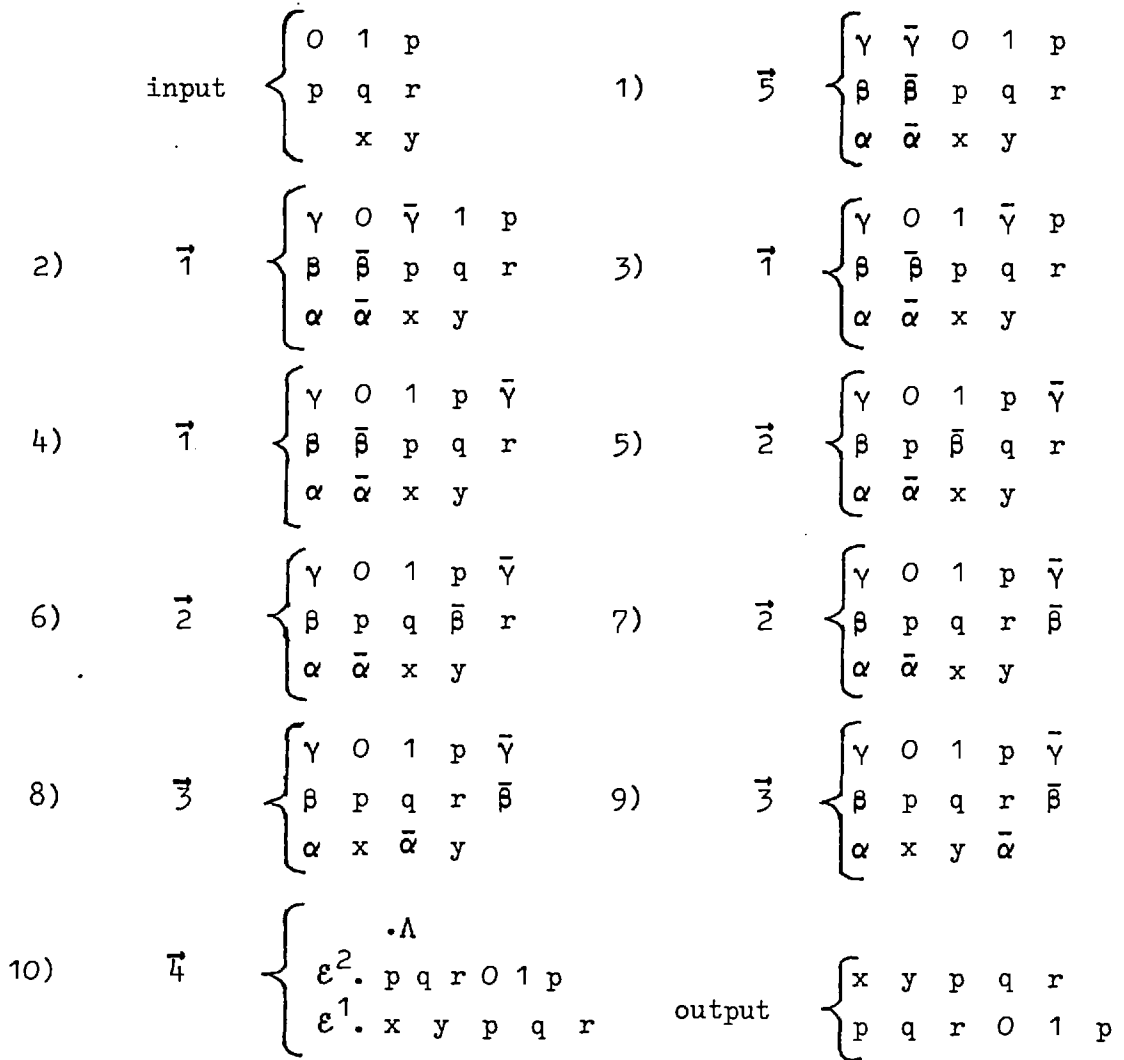 input { 0 1 p
p q r
x y
1) 5⃗ { γ γ̄ 0 1 p
β β̄ p q r
α ᾱ x y
2) 1⃗ { γ 0 γ̄ 1 p
β β̄ p q r
α ᾱ x y
3) 1⃗ { γ 0 1 γ̄ p
β β̄ p q r
α ᾱ x y
4) 1⃗ { γ 0 1 p γ̄
β β̄ p q r
α ᾱ x y
5) 2⃗ { γ 0 1 p γ̄
β p β̄ q r
α ᾱ x y
6) 2⃗ { γ 0 1 p γ̄
β p q β̄ r
α ᾱ x y
7) 2⃗ { γ 0 1 p γ̄
β p q r β̄
α ᾱ x y
8) 3⃗ { γ 0 1 p γ̄
β p q r β̄
α x ᾱ y
9) 3⃗ { γ 0 1 p γ̄
β p q r β̄
α x y ᾱ
10) 4⃗ { .Λ
ε². p q r 0 1 p
ε¹. x y p q r
output { x y p q r
p q r 0 1 p